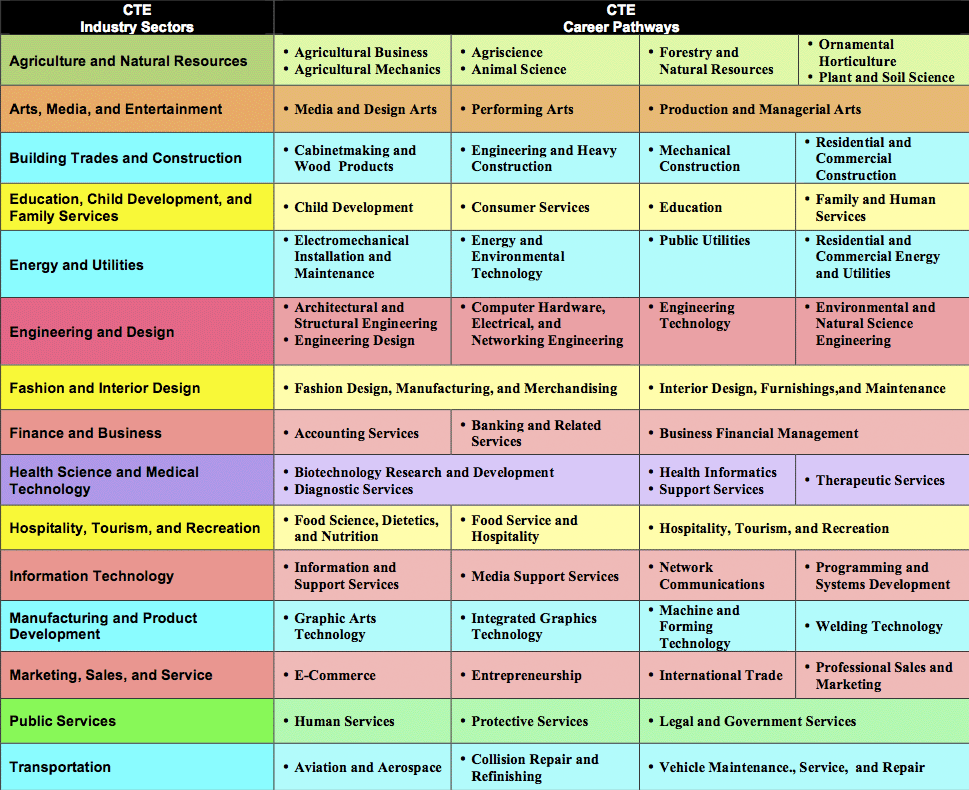 CTE
Industry Sectors
CTE
Career Pathways
Agriculture and Natural Resources
• Agricultural Business
• Agricultural Mechanics
• Agriscience
• Animal Science
• Forestry and
Natural Resources
• Ornamental
Horticulture
• Plant and Soil Science
Arts, Media, and Entertainment
• Media and Design Arts
• Performing Arts
• Production and Managerial Arts
Building Trades and Construction
• Cabinetmaking and
Wood Products
• Engineering and Heavy
Construction
• Mechanical
Construction
• Residential and
Commercial
Construction
Education, Child Development, and
Family Services
• Child Development
• Consumer Services
• Education
• Family and Human
Services
Energy and Utilities
• Electromechanical
Installation and
Maintenance
• Energy and
Environmental
Technology
• Public Utilities
• Residential and
Commercial Energy
and Utilities
Engineering and Design
• Architectural and
Structural Engineering
• Engineering Design
• Computer Hardware,
Electrical, and
Networking Engineering
• Engineering
Technology
• Environmental and
Natural Science
Engineering
Fashion and Interior Design
• Fashion Design, Manufacturing, and Merchandising
• Interior Design, Furnishings,and Maintenance
Finance and Business
• Accounting Services
• Banking and Related
Services
• Business Financial Management
Health Science and Medical
Technology
• Biotechnology Research and Development
• Diagnostic Services
• Health Informatics
• Support Services
• Therapeutic Services
Hospitality, Tourism, and Recreation
• Food Science, Dietetics,
and Nutrition
• Food Service and
Hospitality
• Hospitality, Tourism, and Recreation
Information Technology
• Information and
Support Services
• Media Support Services
• Network
Communications
• Programming and
Systems Development
Manufacturing and Product
Development
• Graphic Arts
Technology
• Integrated Graphics
Technology
• Machine and
Forming
Technology
• Welding Technology
Marketing, Sales, and Service
• E-Commerce
• Entrepreneurship
• International Trade
• Professional Sales and
Marketing
Public Services
• Human Services
• Protective Services
• Legal and Government Services
Transportation
• Aviation and Aerospace
• Collision Repair and
Refinishing
• Vehicle Maintenance., Service, and Repair